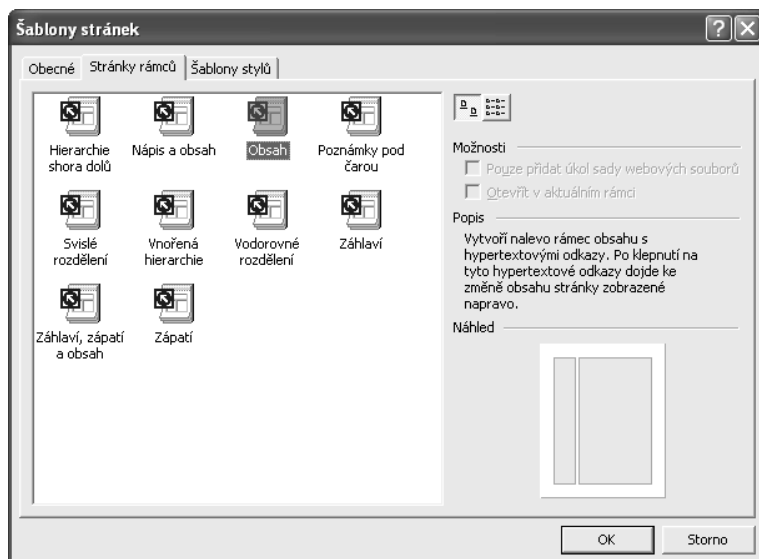 Šablony stránek
Obecné Stránky rámců Šablony stylů
Hierarchie
shora dolů
Nápis a obsah
Obsah
Poznámky pod
čarou
Svislé
rozdělení
Vnořená
hierarchie
Vodorovné
rozdělení
Záhlaví
Záhlaví, zápatí
a obsah
Zápatí
Možnosti
Pouze přidat úkol sady webových souborů
Otevřít v aktuálním rámci
Popis
Vytvoří nalevo rámec obsahu s
hypertextovými odkazy. Po klepnutí na
tyto hypertextové odkazy dojde ke
změně obsahu stránky zobrazené
napravo.
Náhled
OK Storno